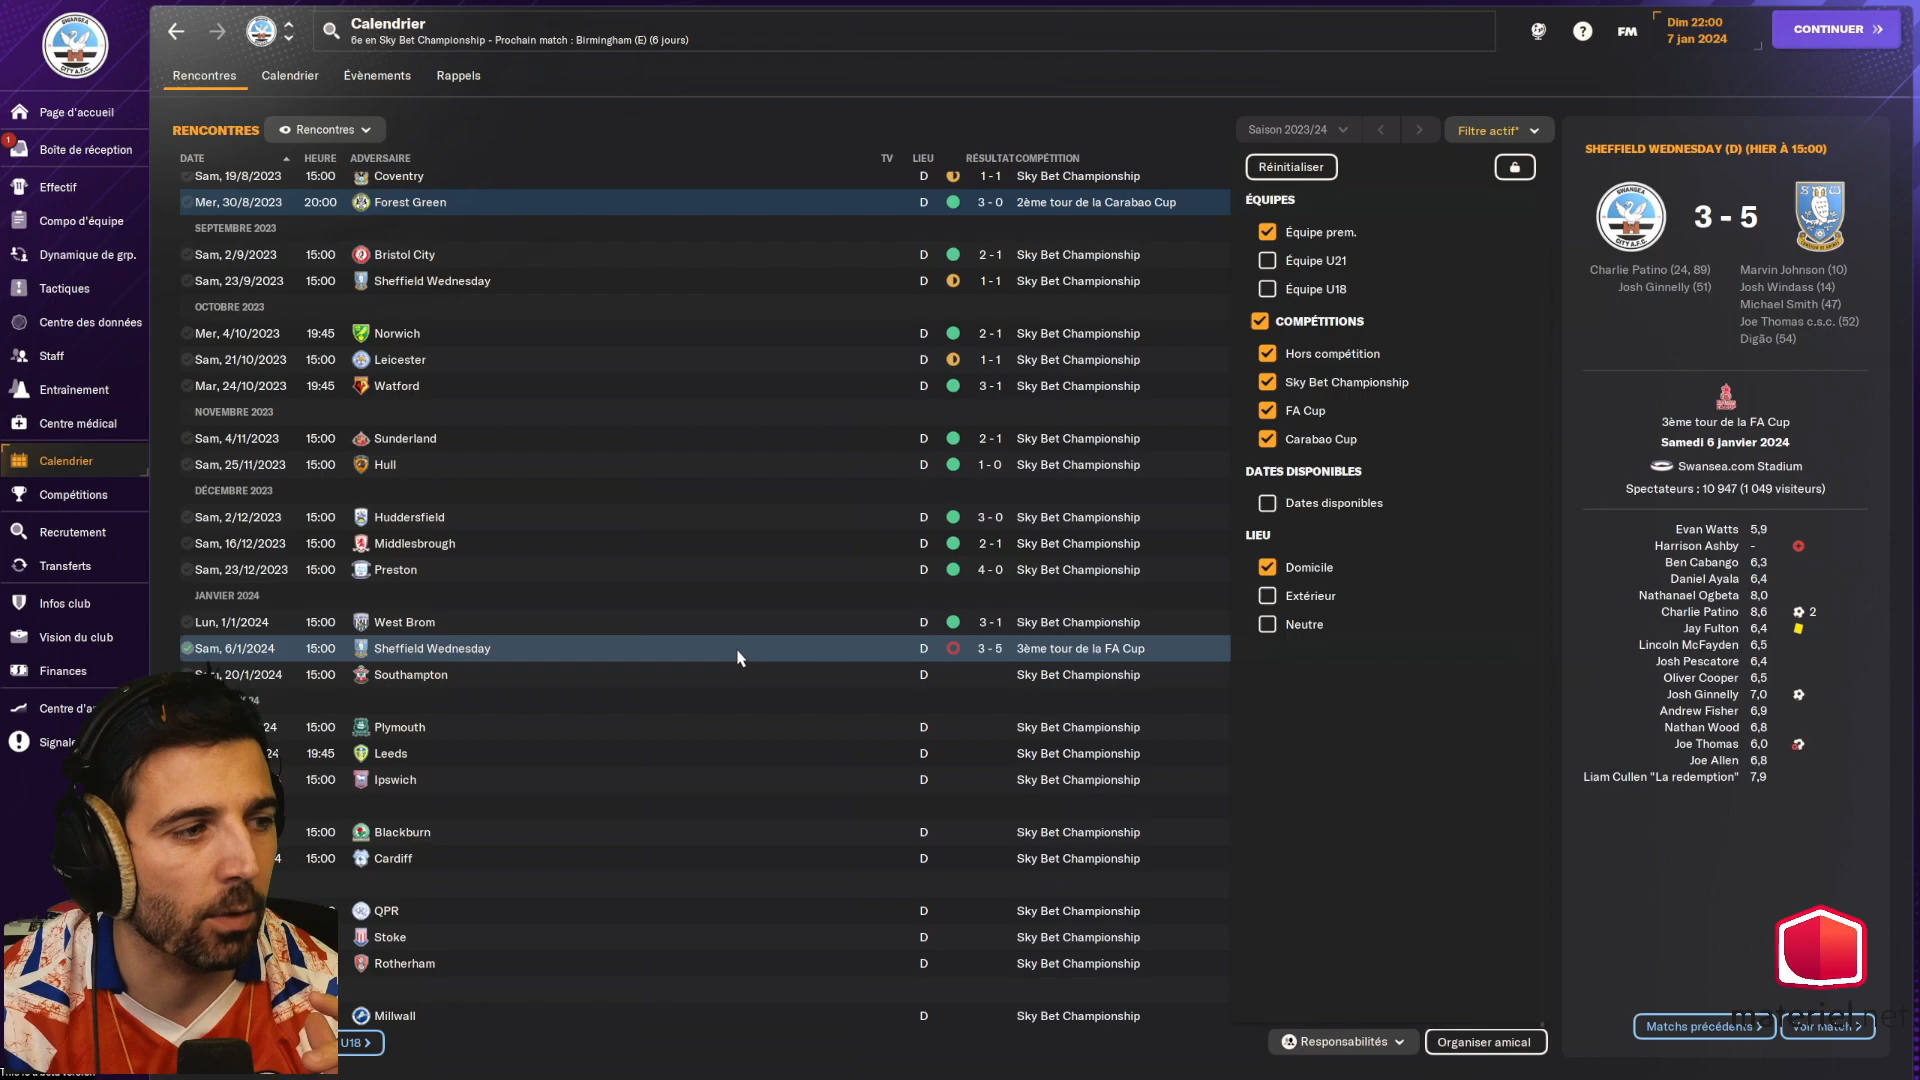 Calendrier
6e en Sky Bet Championship - Prochain match : Birmingham (E) (6 jours)
FM
Dim 22:00
7 jan 2024
CONTINUER
Rencontres Calendrier Évènements Rappels
Page d'accueil
1
Boîte de réception
Effectif
Compo d'équipe
Dynamique de grp.
Tactiques
Centre des données
Staff
Entraînement
Centre médical
Calendrier
Compétitions
Recrutement
Transferts
Infos club
Vision du club
Finances
RENCONTRES Rencontres
DATE HEURE ADVERSAIRE TV LIEU RÉSULTAT COMPÉTITION
Sam, 19/8/2023 15:00 Coventry D 1 - 1 Sky Bet Championship
Mer, 30/8/2023 20:00 Forest Green D 3 - 0 2ème tour de la Carabao Cup
SEPTEMBRE 2023
Sam, 2/9/2023 15:00 Bristol City D 2 - 1 Sky Bet Championship
Sam, 23/9/2023 15:00 Sheffield Wednesday D 1 - 1 Sky Bet Championship
OCTOBRE 2023
Mer, 4/10/2023 19:45 Norwich D 2 - 1 Sky Bet Championship
Sam, 21/10/2023 15:00 Leicester D 1 - 1 Sky Bet Championship
Mar, 24/10/2023 19:45 Watford D 3 - 1 Sky Bet Championship
NOVEMBRE 2023
Sam, 4/11/2023 15:00 Sunderland D 2 - 1 Sky Bet Championship
Sam, 25/11/2023 15:00 Hull D 1 - 0 Sky Bet Championship
DÉCEMBRE 2023
Sam, 2/12/2023 15:00 Huddersfield D 3 - 0 Sky Bet Championship
Sam, 16/12/2023 15:00 Middlesbrough D 2 - 1 Sky Bet Championship
Sam, 23/12/2023 15:00 Preston D 4 - 0 Sky Bet Championship
JANVIER 2024
Lun, 1/1/2024 15:00 West Brom D 3 - 1 Sky Bet Championship
Sam, 6/1/2024 15:00 Sheffield Wednesday D 3 - 5 3ème tour de la FA Cup
20/1/2024 15:00 Southampton D Sky Bet Championship
15:00 Plymouth D Sky Bet Championship
19:45 Leeds D Sky Bet Championship
15:00 Ipswich D Sky Bet Championship
15:00 Blackburn D Sky Bet Championship
15:00 Cardiff D Sky Bet Championship
QPR D Sky Bet Championship
Stoke D Sky Bet Championship
Rotherham D Sky Bet Championship
Millwall D Sky Bet Championship
U18
Saison 2023/24
Filtre actif*
Réinitialiser
ÉQUIPES
Équipe prem.
Équipe U21
Équipe U18
COMPÉTITIONS
Hors compétition
Sky Bet Championship
FA Cup
Carabao Cup
DATES DISPONIBLES
Dates disponibles
LIEU
Domicile
Extérieur
Neutre
Responsabilités
Organiser amical
SHEFFIELD WEDNESDAY (D) (HIER À 15:00)
3 - 5
Charlie Patino (24, 89)
Josh Ginnelly (51)
Marvin Johnson (10)
Josh Windass (14)
Michael Smith (47)
Joe Thomas c.s.c. (52)
Digão (54)
3ème tour de la FA Cup
Samedi 6 janvier 2024
Swansea.com Stadium
Spectateurs : 10 947 (1 049 visiteurs)
Evan Watts 5,9
Harrison Ashby -
Ben Cabango 6,3
Daniel Ayala 6,4
Nathanael Ogbeta 8,0
Charlie Patino 8,6 2
Jay Fulton 6,4
Lincoln McFayden 6,5
Josh Pescatore 6,4
Oliver Cooper 6,5
Josh Ginnelly 7,0
Andrew Fisher 6,9
Nathan Wood 6,8
Joe Thomas 6,0
Joe Allen 6,8
Liam Cullen "La redemption" 7,9
materiel.net
Matchs précédents
Voir match